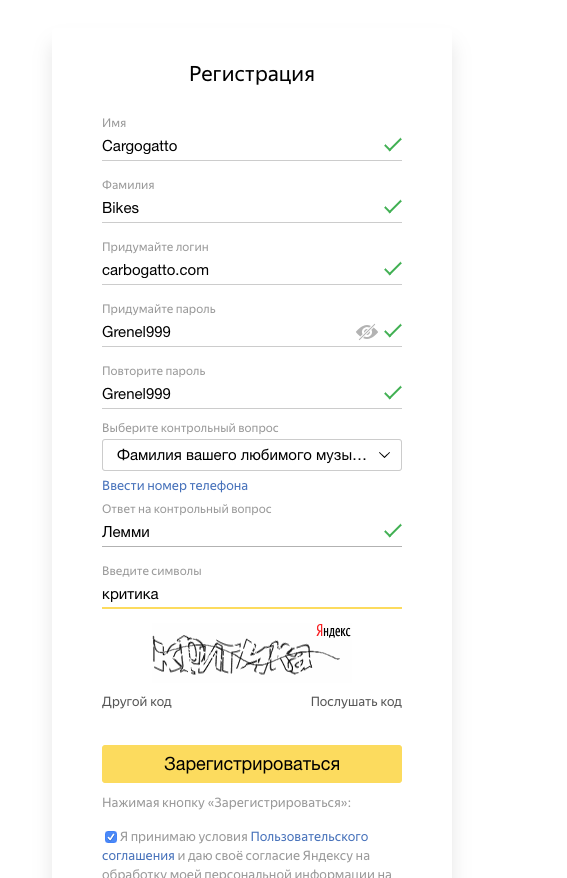 Регистрация
Имя
Cargogatto
Фамилия
Bikes
Придумайте логин
carbogatto.com
Придумайте пароль
Grenel999
Повторите пароль
Grenel999
Выберите контрольный вопрос
Фамилия вашего любимого музы...
Ввести номер телефона
Ответ на контрольный вопрос
Лемми
Введите символы
критика
Яндекс
критика
Другой код Послушать код
Зарегистрироваться
Нажимая кнопку «Зарегистрироваться»:
Я принимаю условия Пользовательского
соглашения и даю своё согласие Яндексу на
обработку моей персональной информации на